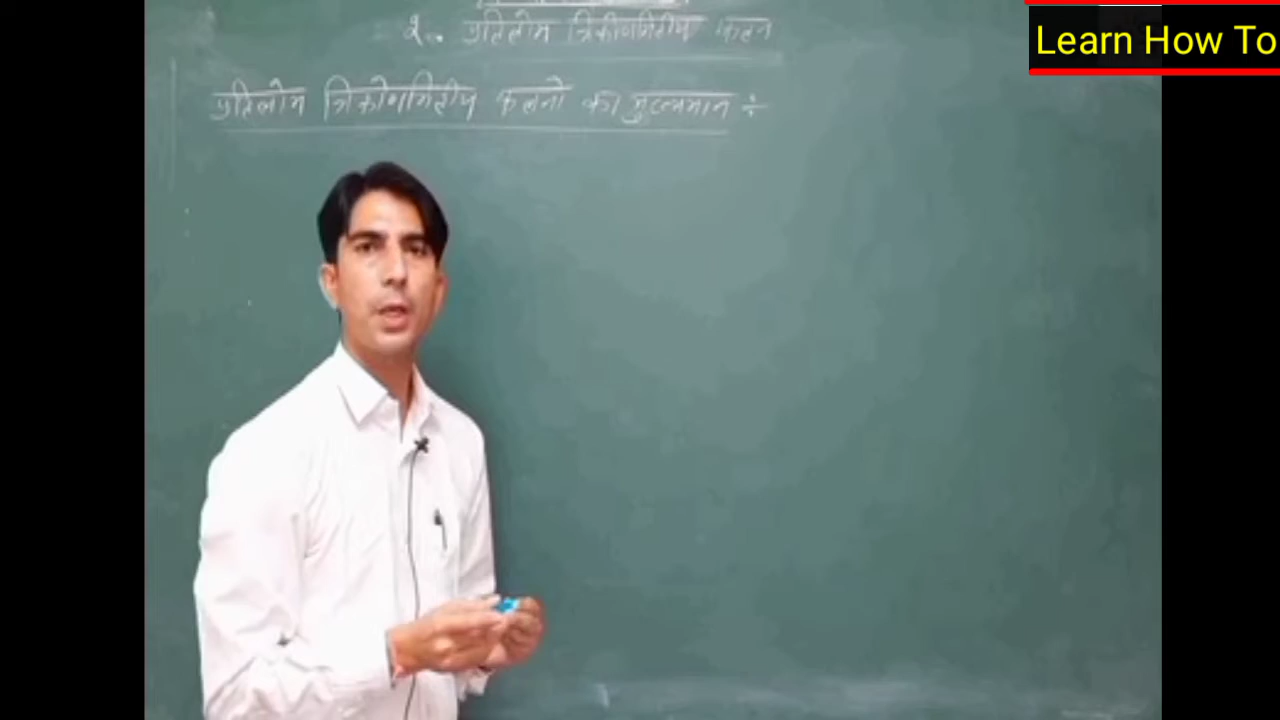 २. प्रतिलोम त्रिकोणमितीय फलन
Learn How To
प्रतिलोम त्रिकोणमितीय फलनो का मुख्यमान ÷